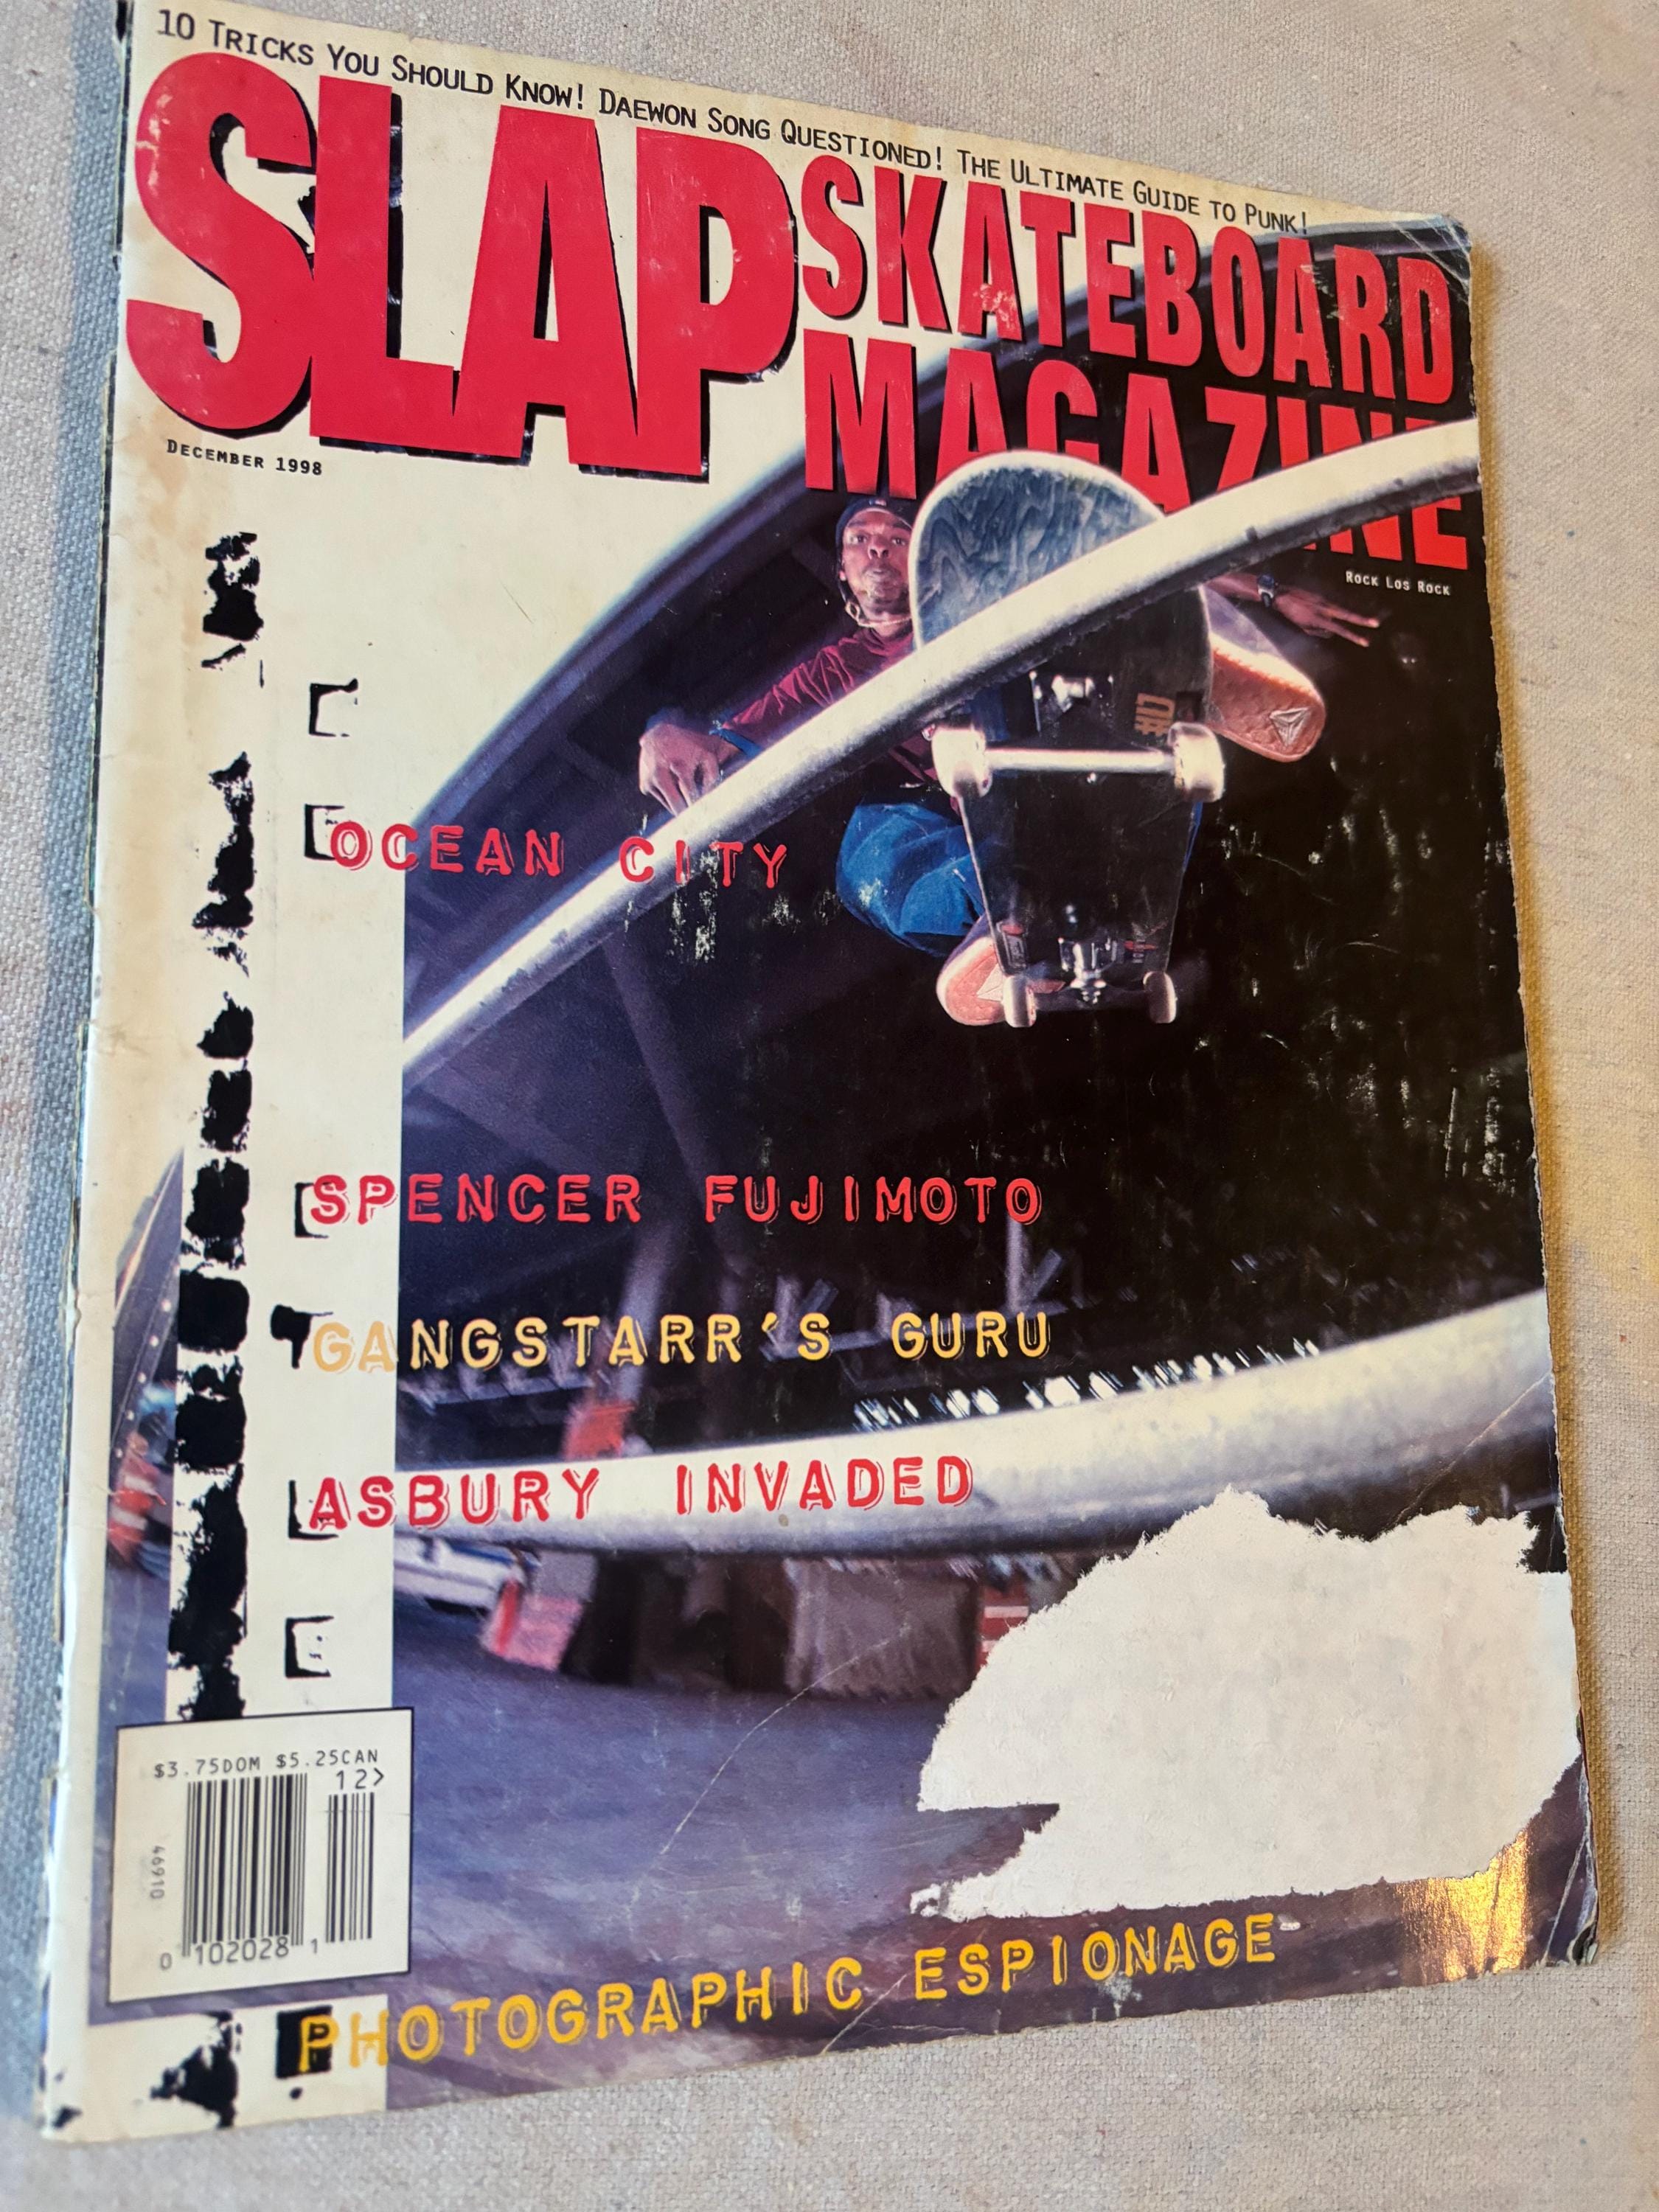 10 Tricks You Should Know! Daewon Song Questioned! The Ultimate Guide to Punk!
SLAP
SKATEBOARD
MAGAZINE
December 1998
Rock Los Rock
OCEAN CITY
SPENCER FUJIMOTO
GANGSTARR'S GURU
ASBURY INVADED
$3.75DOM $5.25CAN
12>
46910
0 102028 1
PHOTOGRAPHIC ESPIONAGE